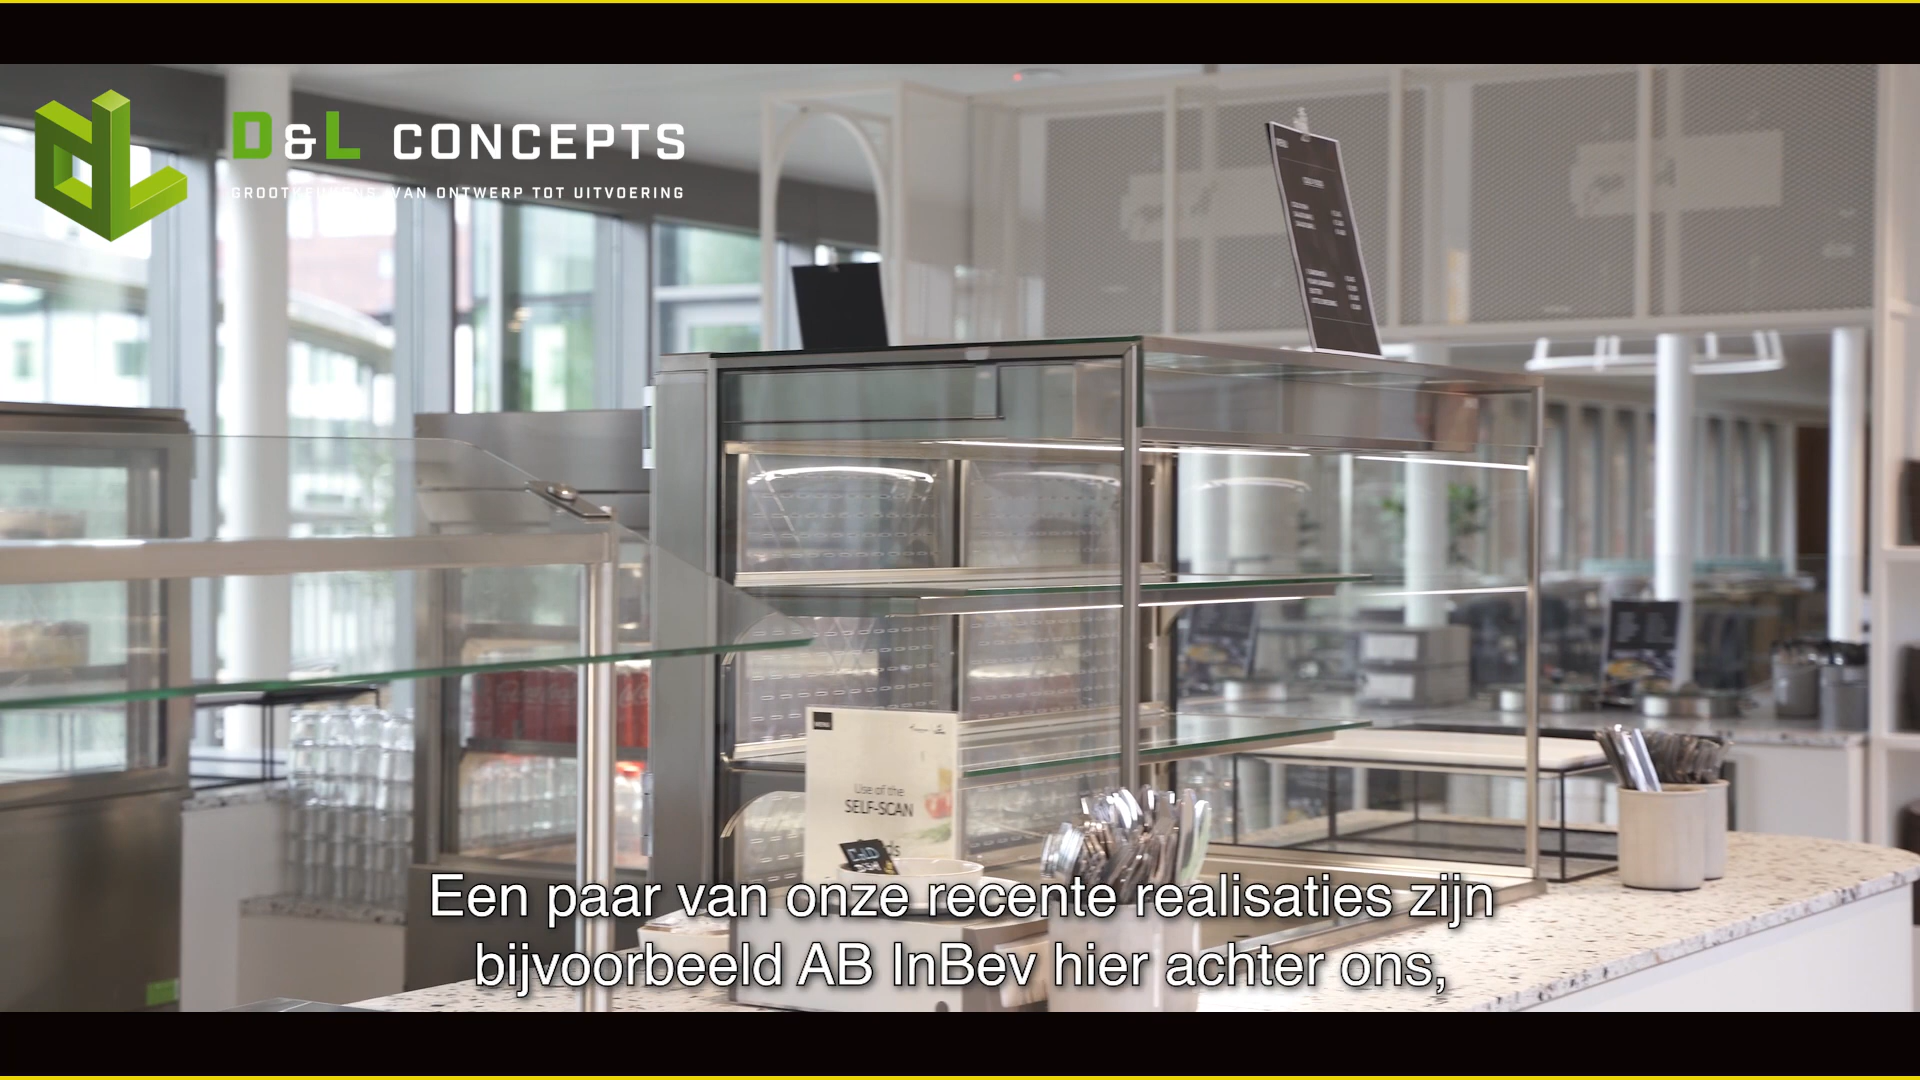 D&L CONCEPTS
GROOTKEUKENS VAN ONTWERP TOT UITVOERING
MENU
Use of the
SELF-SCAN
Een paar van onze recente realisaties zijn
bijvoorbeeld AB InBev hier achter ons,